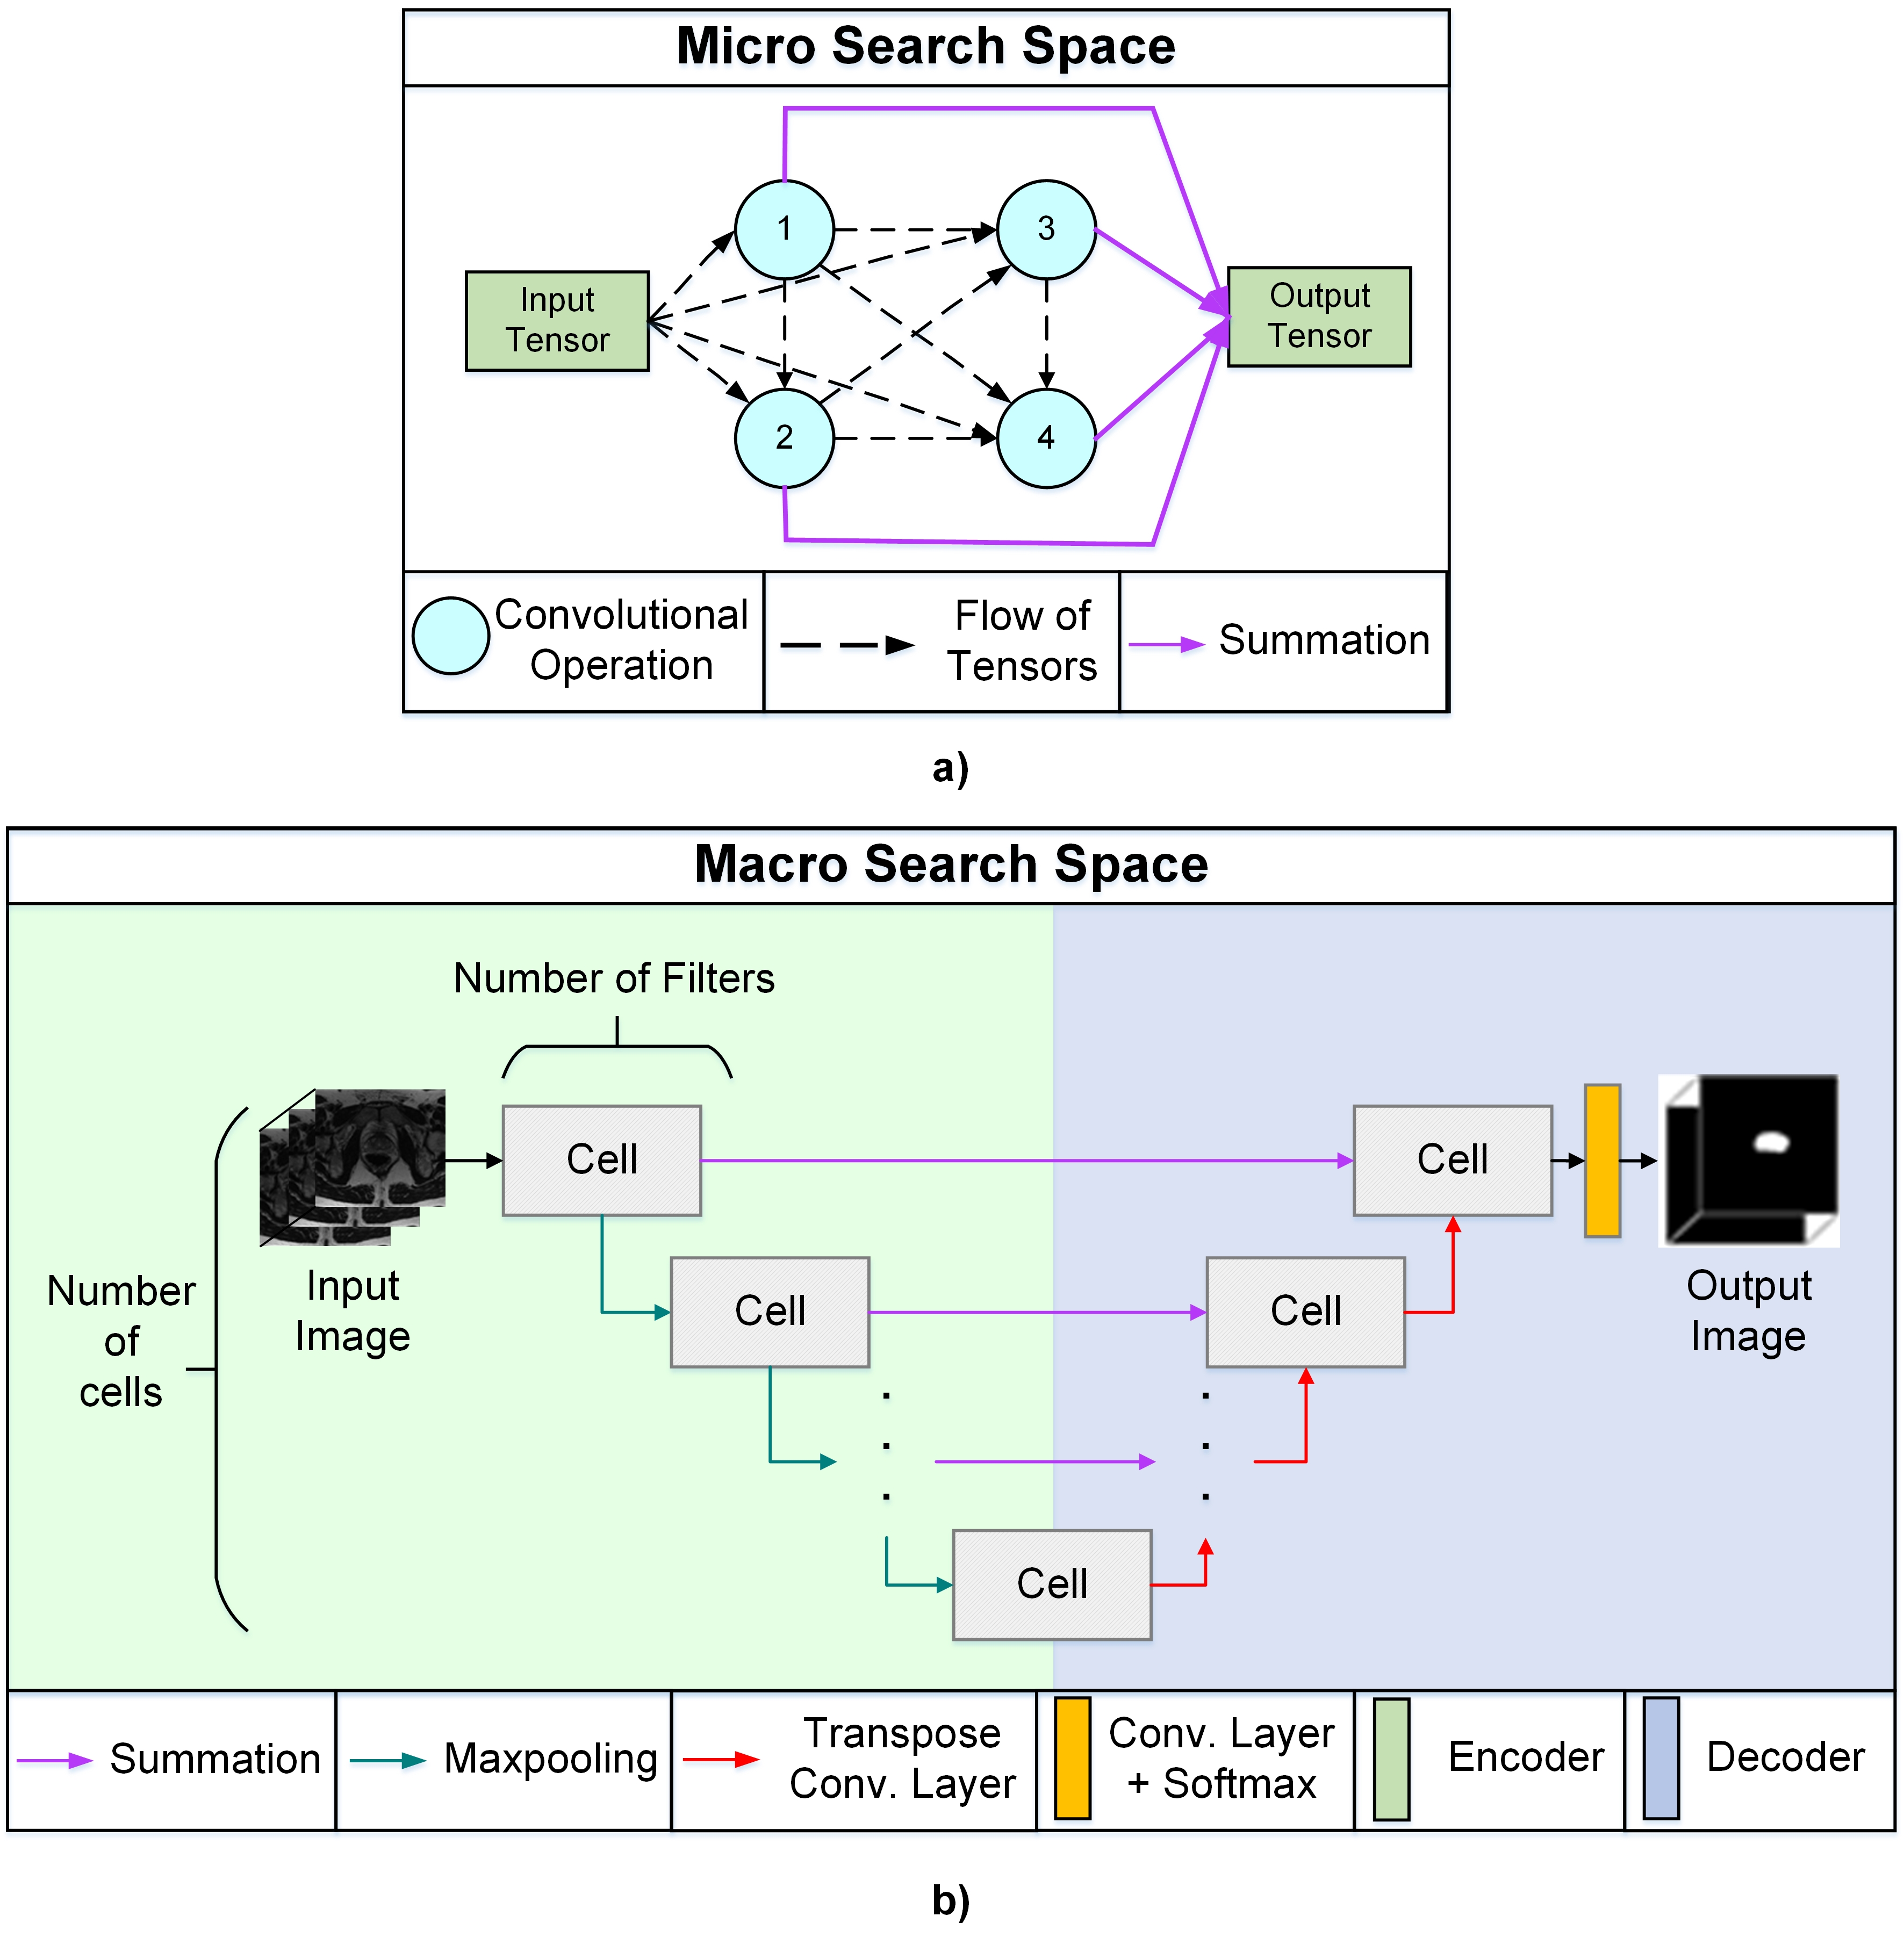 Micro Search Space
1
3
Input
Tensor
Output
Tensor
2
4
Convolutional
Operation
Flow of
Tensors
Summation
a)
Macro Search Space
Number of Filters
Cell
Cell
Input
Image
Output
Image
Number
of
cells
Cell
Cell
.
.
.
.
.
.
Cell
Summation
Maxpooling
Transpose
Conv. Layer
Conv. Layer
+ Softmax
Encoder
Decoder
b)